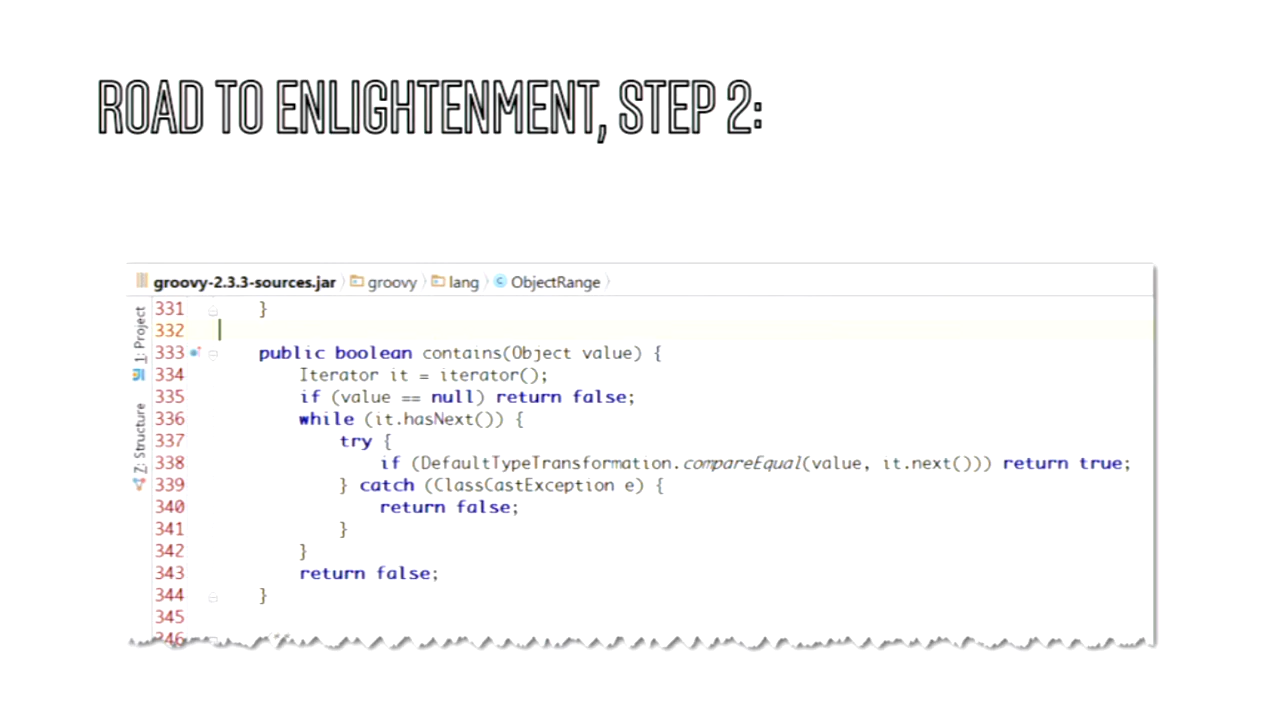 ROAD TO ENLIGHTENMENT, STEP 2:
groovy-2.3.3-sources.jar groovy lang ObjectRange
1: Project
Z: Structure
331 }
332
333 public boolean contains(Object value) {
334 Iterator it = iterator();
335 if (value == null) return false;
336 while (it.hasNext()) {
337 try {
338 if (DefaultTypeTransformation.compareEqual(value, it.next())) return true;
339 } catch (ClassCastException e) {
340 return false;
341 }
342 }
343 return false;
344 }
345
346